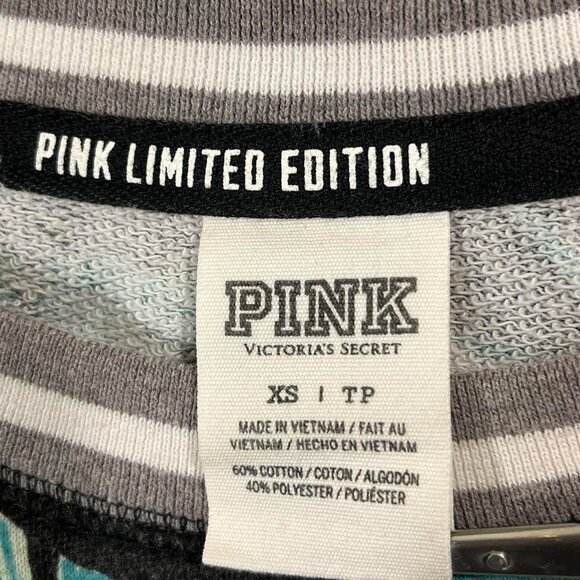 PINK LIMITED EDITION
PINK
VICTORIA'S SECRET
XS | TP
MADE IN VIETNAM / FAIT AU
VIETNAM / HECHO EN VIETNAM
60% COTTON / COTON / ALGODÓN
40% POLYESTER / POLIÉSTER